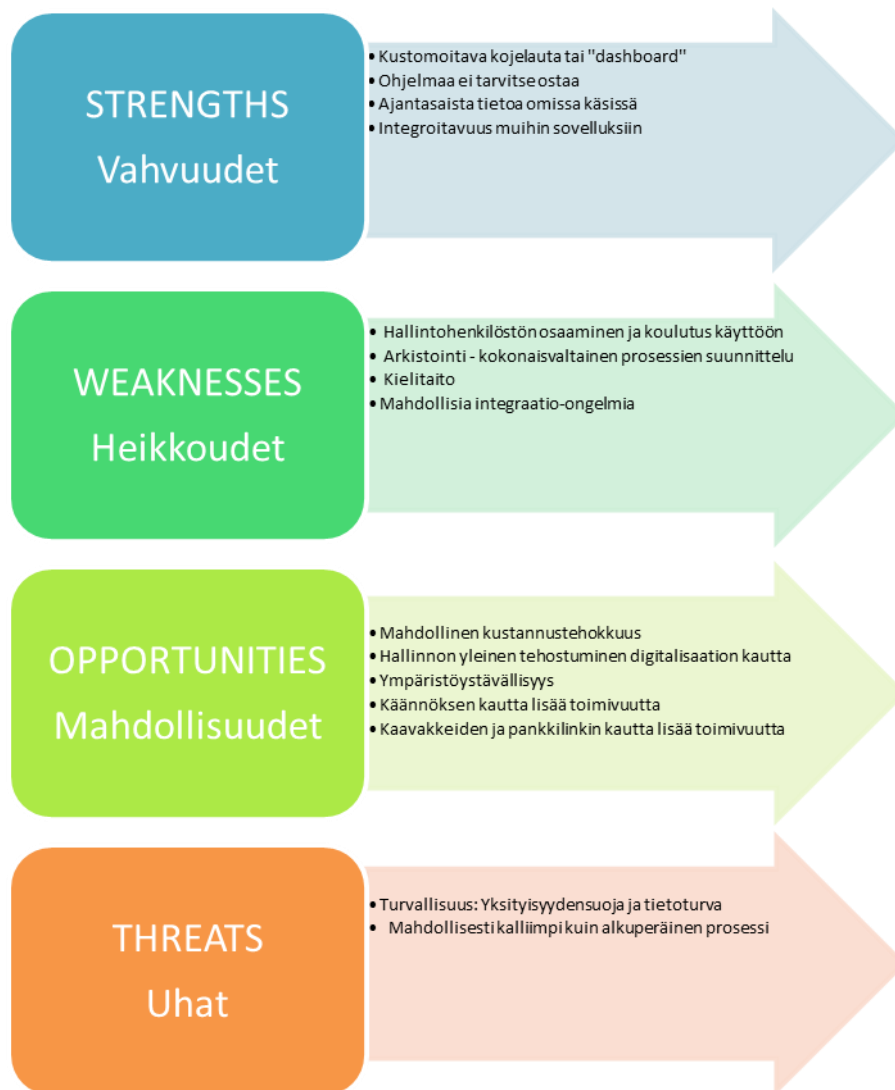 STRENGTHS
Vahvuudet
• Kustomoitava kojelauta tai "dashboard"
• Ohjelmaa ei tarvitse ostaa
• Ajantasaista tietoa omissa käsissä
• Integroitavuus muihin sovelluksiin
WEAKNESSES
Heikkoudet
• Hallintohenkilöstön osaaminen ja koulutus käyttöön
• Arkistointi - kokonaisvaltainen prosessien suunnittelu
• Kielitaito
• Mahdollisia integraatio-ongelmia
OPPORTUNITIES
Mahdollisuudet
• Mahdollinen kustannustehokkuus
• Hallinnon yleinen tehostuminen digitalisaation kautta
• Ympäristöystävällisyys
• Käännöksen kautta lisää toimivuutta
• Kaavakkeiden ja pankkilinkin kautta lisää toimivuutta
THREATS
Uhat
• Turvallisuus: Yksityisyydensuoja ja tietoturva
• Mahdollisesti kalliimpi kuin alkuperäinen prosessi